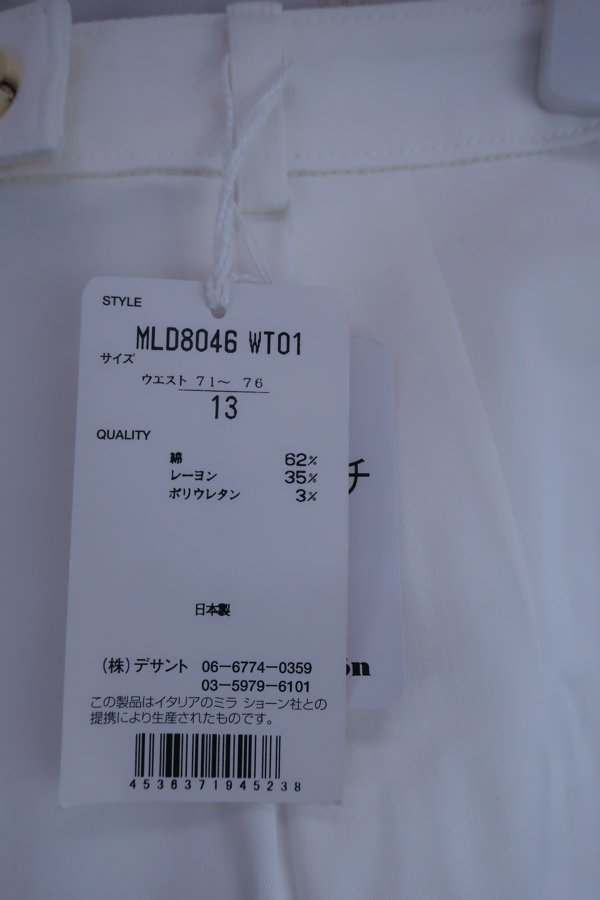 STYLE
MLD8046 WT01
サイズ
ウエスト 71～ 76
13
QUALITY
綿 62%
レーヨン 35%
ポリウレタン 3%
チ
日本製
(株)デサント 06-6774-0359
03-5979-6101
ön
この製品はイタリアのミラ ショーン社との
提携により生産されたものです。
4536371945238